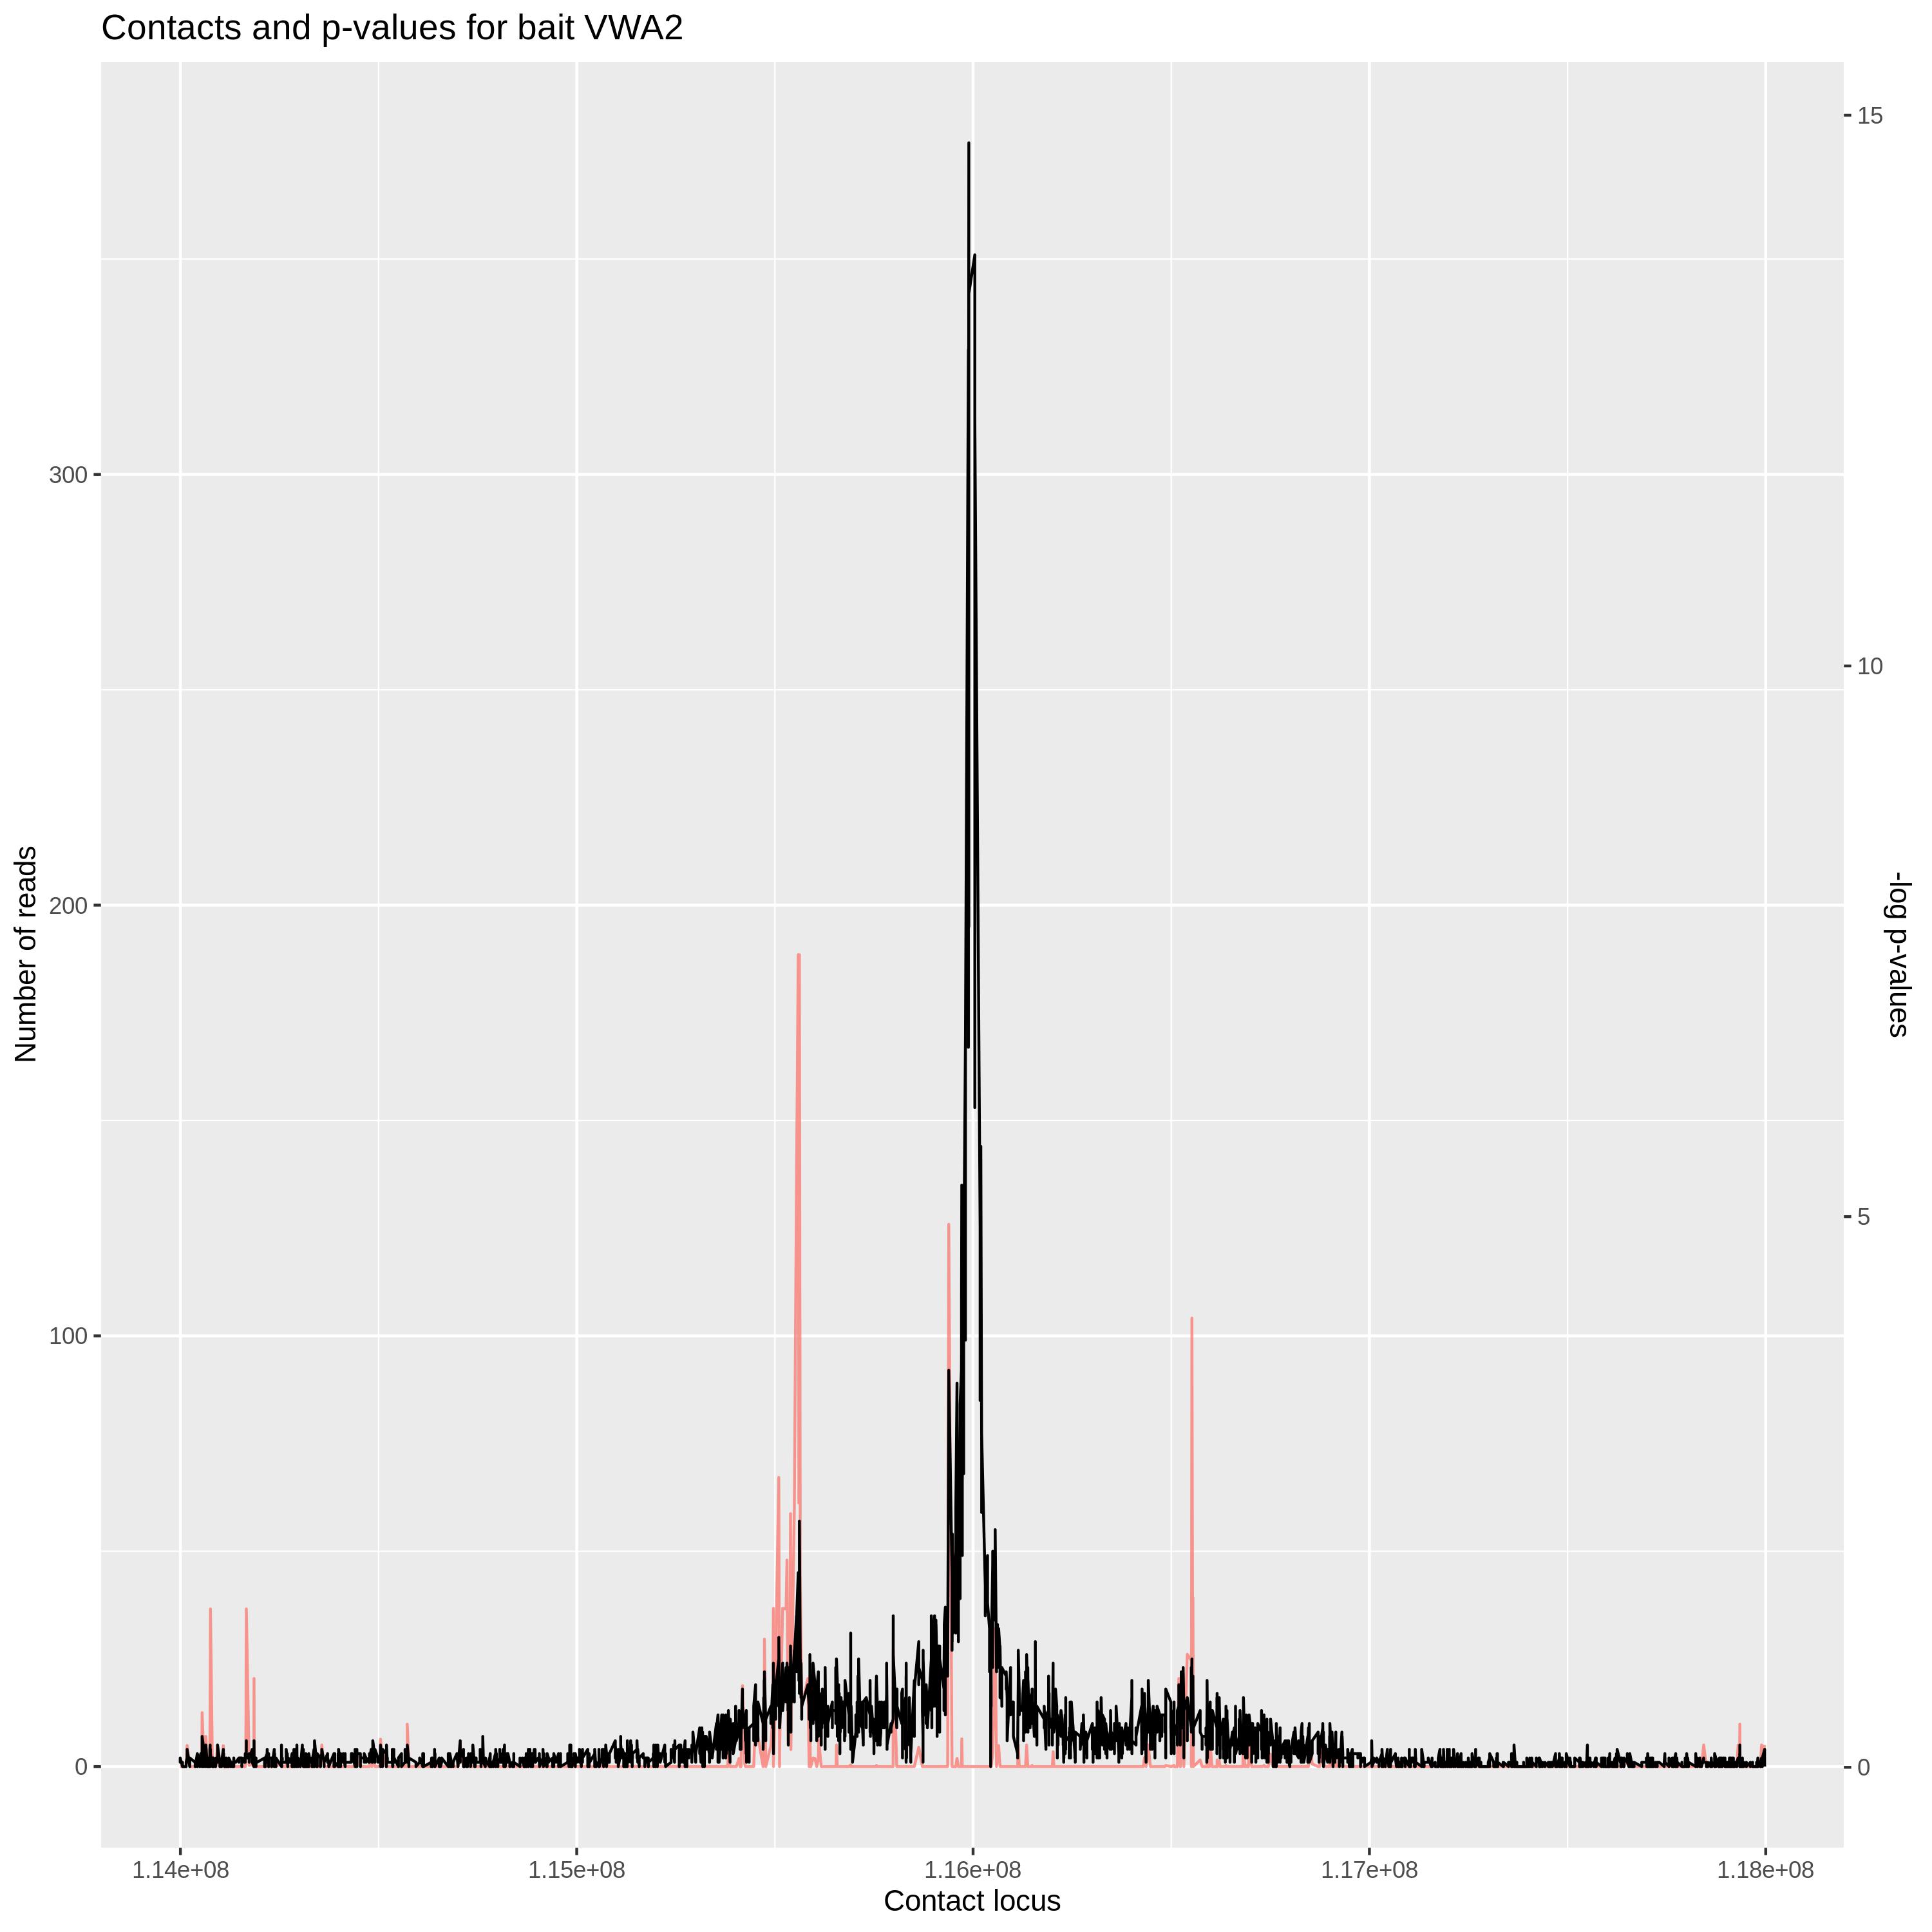 Contacts and p-values for bait VWA2
300
200
100
0
Number of reads
15
10
5
0
-log p-values
1.14e+08 1.15e+08 1.16e+08 1.17e+08 1.18e+08
Contact locus